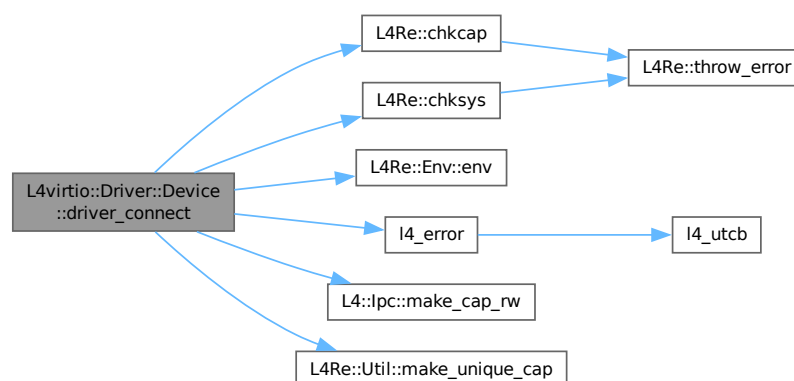 L4Re::chkcap
L4Re::throw_error
L4Re::chksys
L4virtio::Driver::Device
::driver_connect
L4Re::Env::env
l4_error
l4_utcb
L4::Ipc::make_cap_rw
L4Re::Util::make_unique_cap